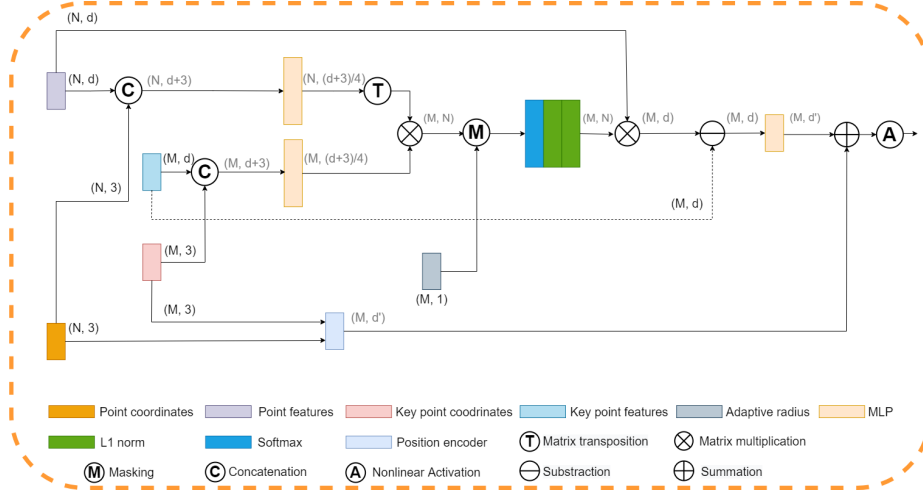 (N, d)
(N, d)
C
(N, d+3)
(N, (d+3)/4)
T
(M, N)
M
(M, N)
(M, d)
(M, d)
(M, d')
A
(M, d)
C
(M, d+3)
(M, (d+3)/4)
(N, 3)
(M, d)
(M, 3)
(M, 1)
(M, 3)
(M, d')
(N, 3)
Point coordinates
Point features
Key point coodrinates
Key point features
Adaptive radius
MLP
L1 norm
Softmax
Position encoder
T Matrix transposition
Matrix multiplication
M Masking
C Concatenation
A Nonlinear Activation
Substraction
Summation